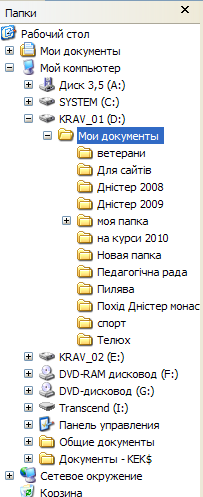 Папки
Рабочий стол
Мои документы
Мой компьютер
Диск 3,5 (A:)
SYSTEM (C:)
KRAV_01 (D:)
Мои документы
ветерани
Для сайтів
Дністер 2008
Дністер 2009
моя папка
на курси 2010
Новая папка
Педагогічна рада
Пилява
Похід Дністер монас
спорт
Телюх
KRAV_02 (E:)
DVD-RAM дисковод (F:)
DVD-дисковод (G:)
Transcend (I:)
Панель управления
Общие документы
Документы - KEK$
Сетевое окружение
Корзина